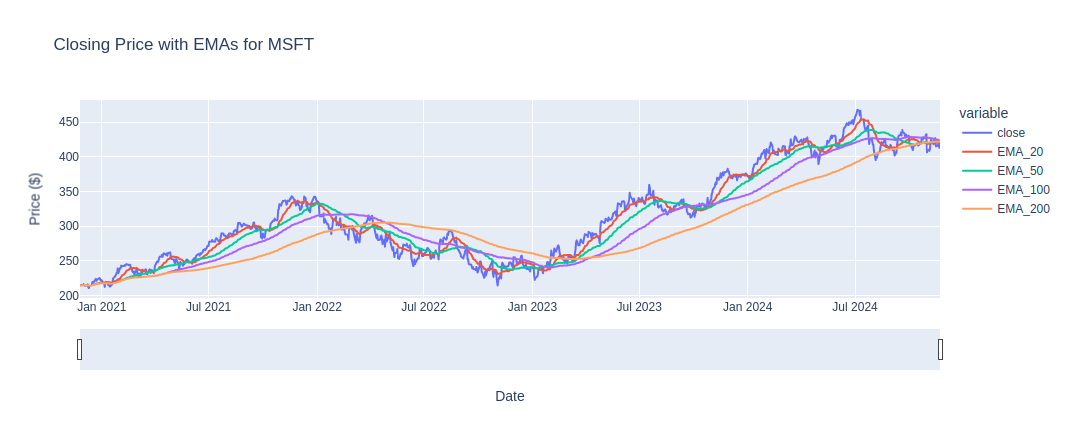 Closing Price with EMAs for MSFT
variable
close
EMA_20
EMA_50
EMA_100
EMA_200
Price ($)
450
400
350
300
250
200
Jan 2021 Jul 2021 Jan 2022 Jul 2022 Jan 2023 Jul 2023 Jan 2024 Jul 2024
Date